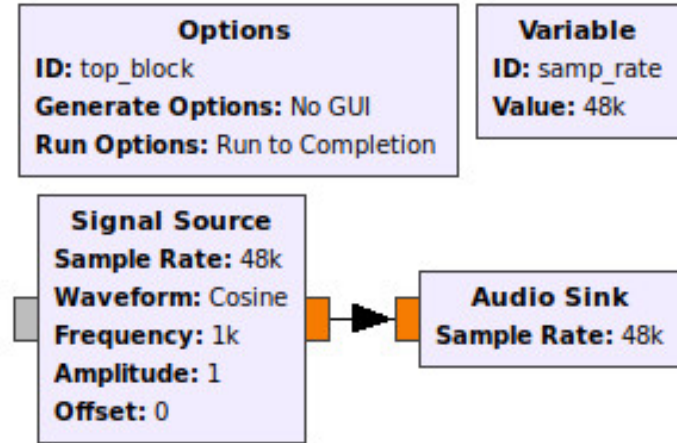 Options
ID: top_block
Generate Options: No GUI
Run Options: Run to Completion
Variable
ID: samp_rate
Value: 48k
Signal Source
Sample Rate: 48k
Waveform: Cosine
Frequency: 1k
Amplitude: 1
Offset: 0
Audio Sink
Sample Rate: 48k